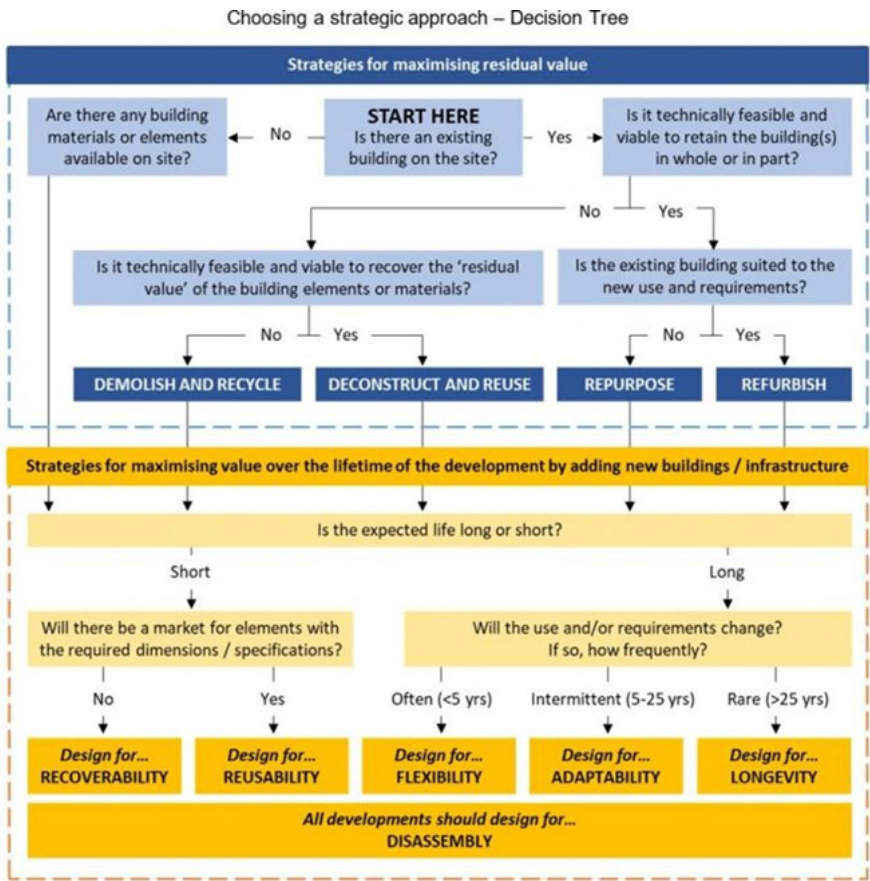 Choosing a strategic approach – Decision Tree
Strategies for maximising residual value
Are there any building
materials or elements
available on site?
No
START HERE
Is there an existing
building on the site?
Yes
Is it technically feasible and
viable to retain the building(s)
in whole or in part?
No
Yes
Is it technically feasible and viable to recover the ‘residual
value’ of the building elements or materials?
Is the existing building suited to the
new use and requirements?
No
Yes
No
Yes
DEMOLISH AND RECYCLE
DECONSTRUCT AND REUSE
REPURPOSE
REFURBISH
Strategies for maximising value over the lifetime of the development by adding new buildings / infrastructure
Is the expected life long or short?
Short
Long
Will there be a market for elements with
the required dimensions / specifications?
Will the use and/or requirements change?
If so, how frequently?
No
Yes
Often (<5 yrs)
Intermittent (5-25 yrs)
Rare (>25 yrs)
Design for...
RECOVERABILITY
Design for...
REUSABILITY
Design for...
FLEXIBILITY
Design for...
ADAPTABILITY
Design for...
LONGEVITY
All developments should design for...
DISASSEMBLY